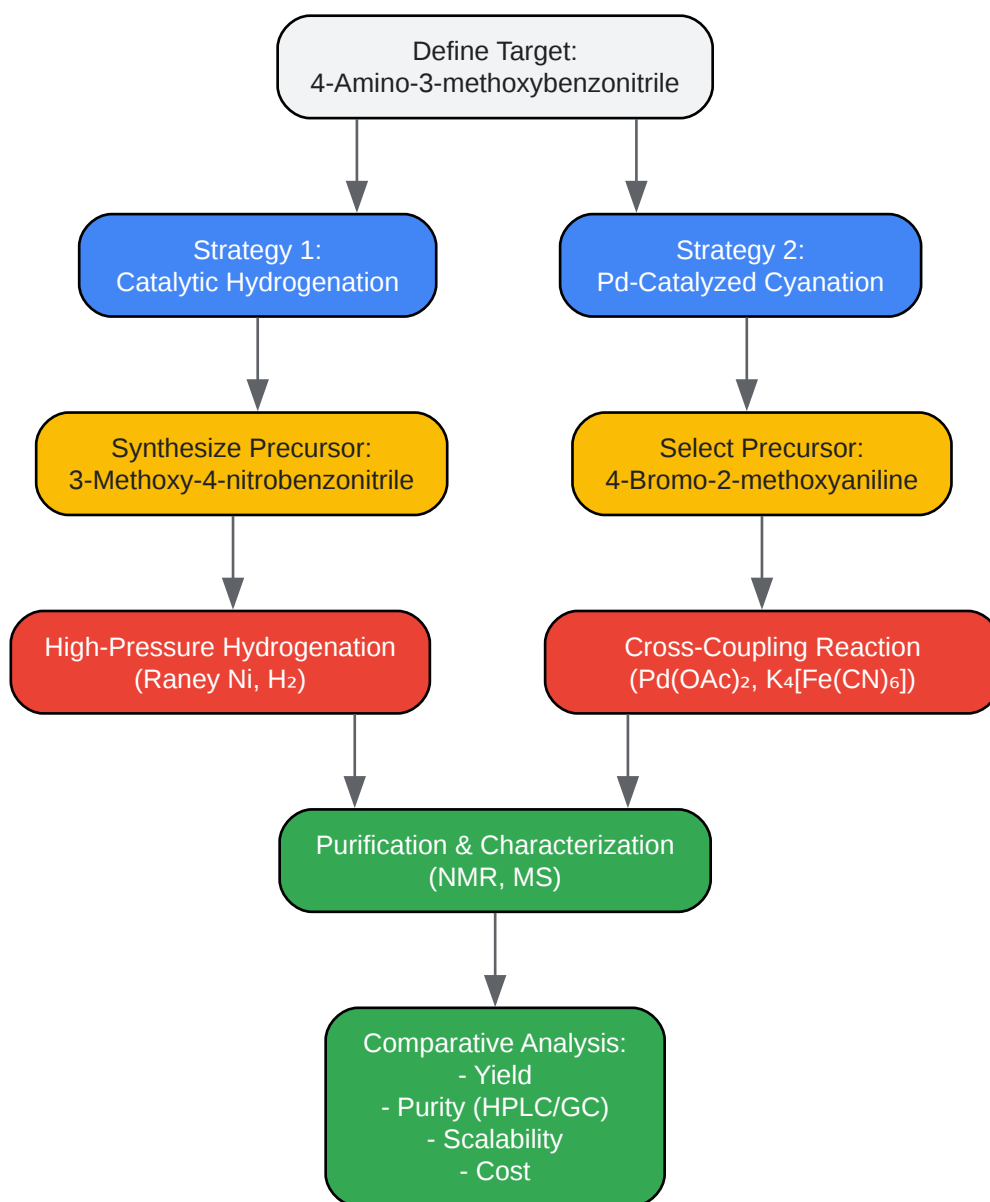 Define Target:
4-Amino-3-methoxybenzonitrile
Strategy 1:
Catalytic Hydrogenation
Strategy 2:
Pd-Catalyzed Cyanation
Synthesize Precursor:
3-Methoxy-4-nitrobenzonitrile
Select Precursor:
4-Bromo-2-methoxyaniline
High-Pressure Hydrogenation
(Raney Ni, H₂)
Cross-Coupling Reaction
(Pd(OAc)₂, K₄[Fe(CN)₆])
Purification & Characterization
(NMR, MS)
Comparative Analysis:
- Yield
- Purity (HPLC/GC)
- Scalability
- Cost